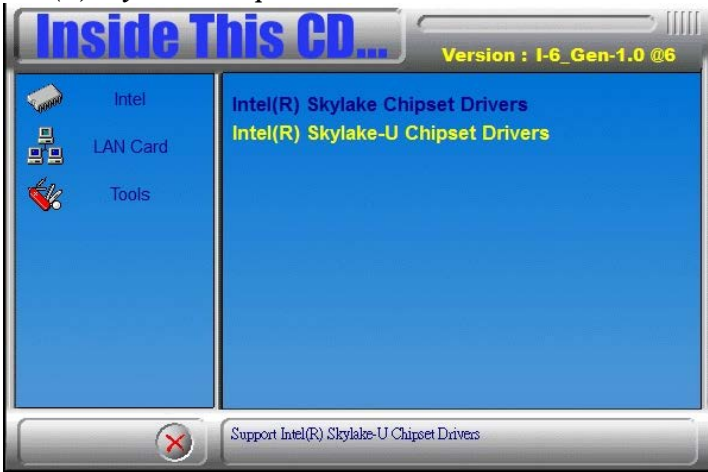 Inside This CD...
Version : I-6_Gen-1.0 @6
Intel
LAN Card
Tools
Intel(R) Skylake Chipset Drivers
Intel(R) Skylake-U Chipset Drivers
Support Intel(R) Skylake-U Chipset Drivers